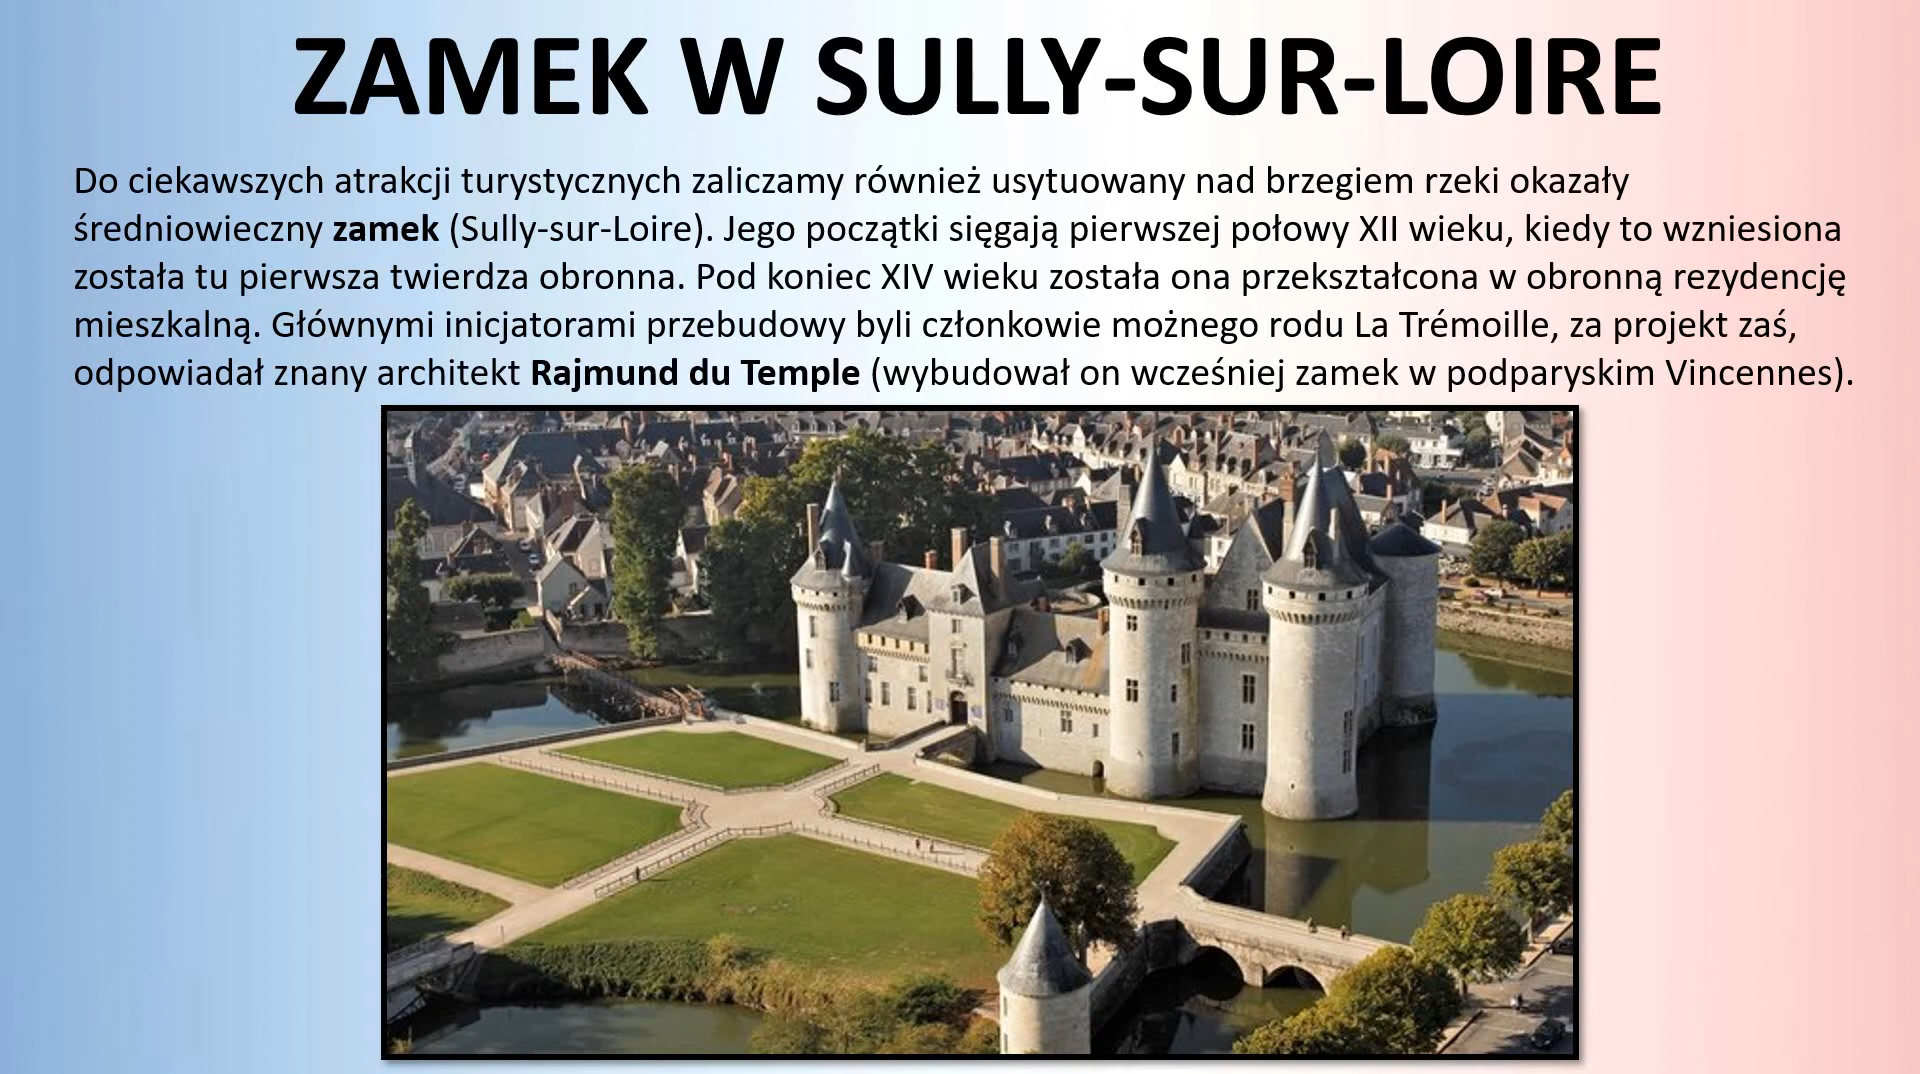 ZAMEK W SULLY-SUR-LOIRE
Do ciekawszych atrakcji turystycznych zaliczamy również usytuowany nad brzegiem rzeki okazały
średniowieczny zamek (Sully-sur-Loire). Jego początki sięgają pierwszej połowy XII wieku, kiedy to wzniesiona
została tu pierwsza twierdza obronna. Pod koniec XIV wieku została ona przekształcona w obronną rezydencję
mieszkalną. Głównymi inicjatorami przebudowy byli członkowie możnego rodu La Trémoille, za projekt zaś,
odpowiadał znany architekt Rajmund du Temple (wybudował on wcześniej zamek w podparyskim Vincennes).